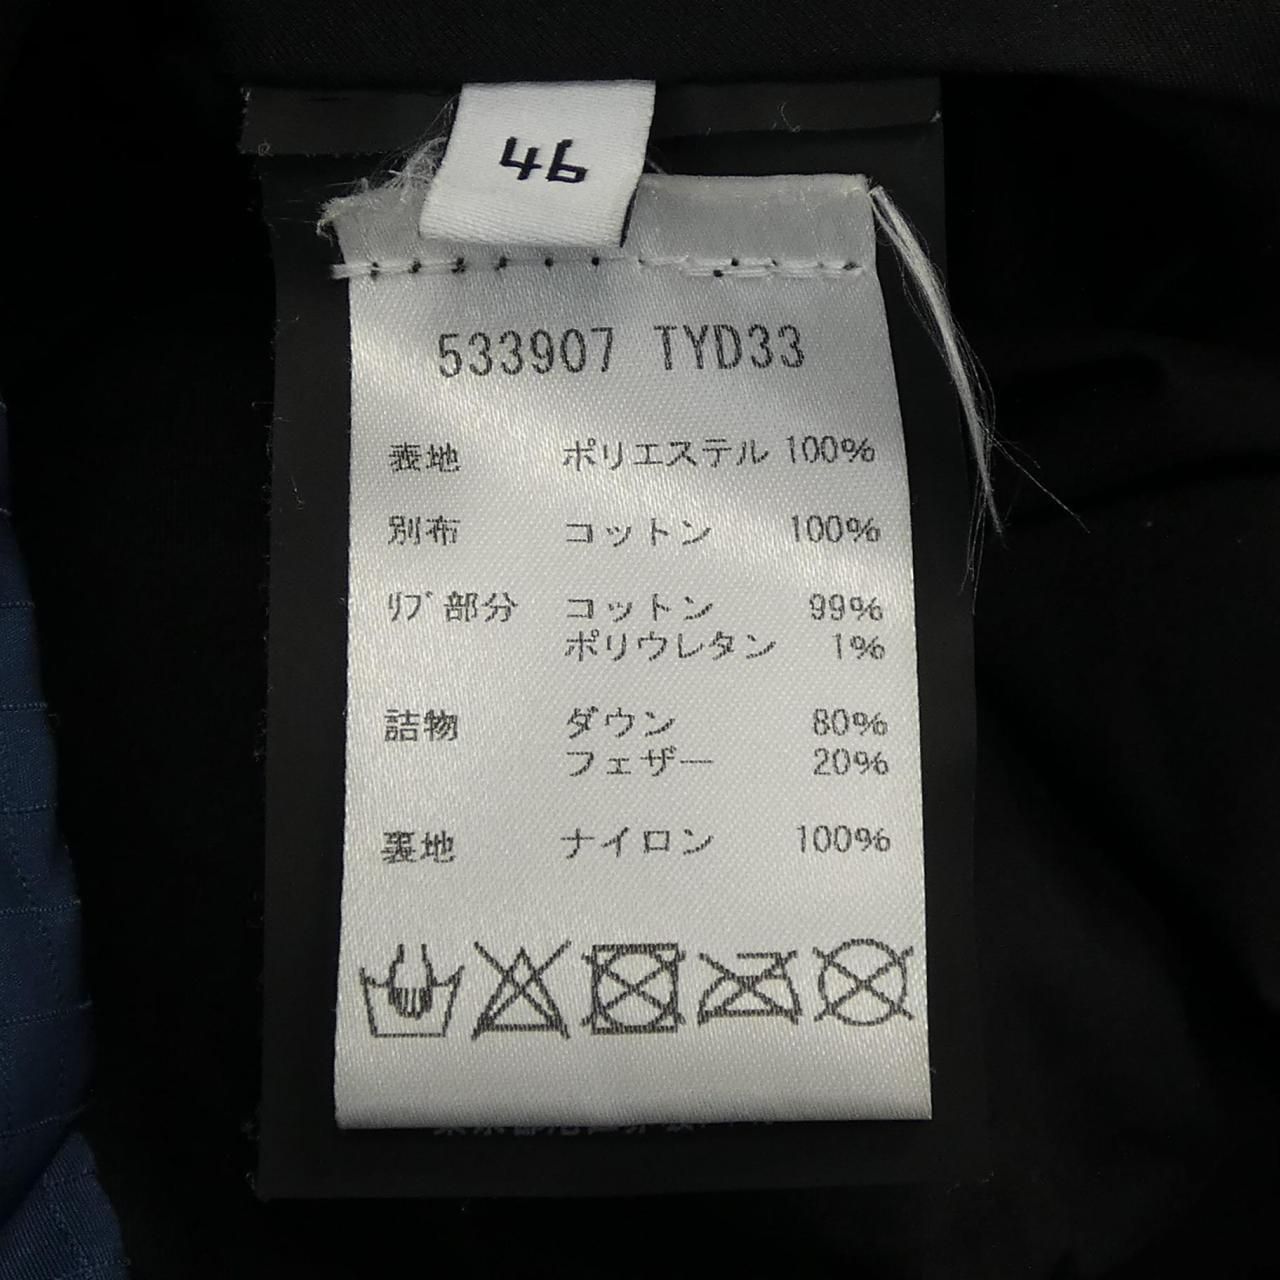 46
533907 TYD33
表地 ポリエステル 100%
別布 コットン 100%
ﾘﾌﾞ部分 コットン 99%
ポリウレタン 1%
詰物 ダウン 80%
フェザー 20%
裏地 ナイロン 100%